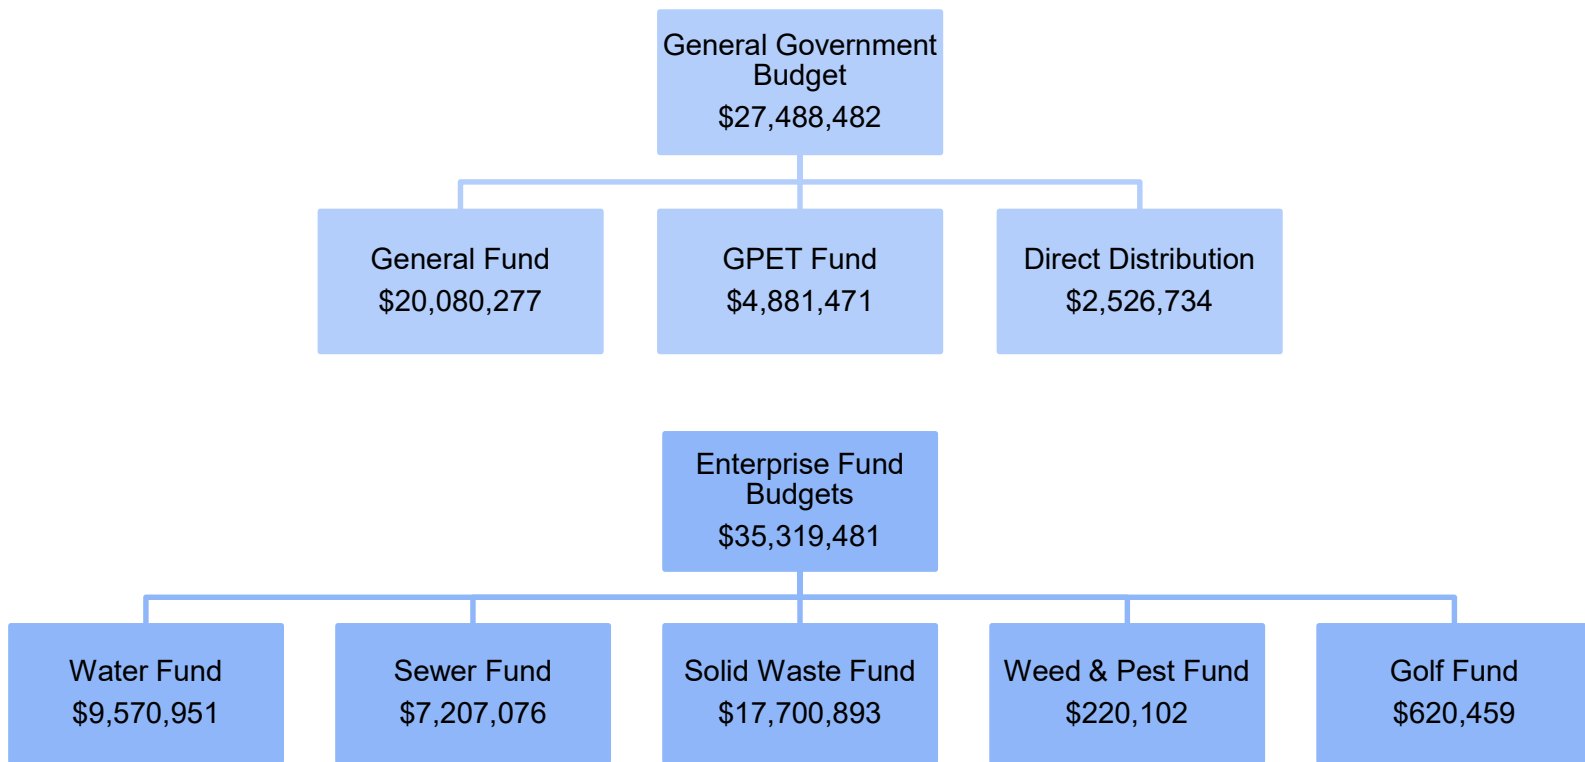 General Government
Budget
$27,488,482
General Fund
$20,080,277
GPET Fund
$4,881,471
Direct Distribution
$2,526,734
Enterprise Fund
Budgets
$35,319,481
Water Fund
$9,570,951
Sewer Fund
$7,207,076
Solid Waste Fund
$17,700,893
Weed & Pest Fund
$220,102
Golf Fund
$620,459